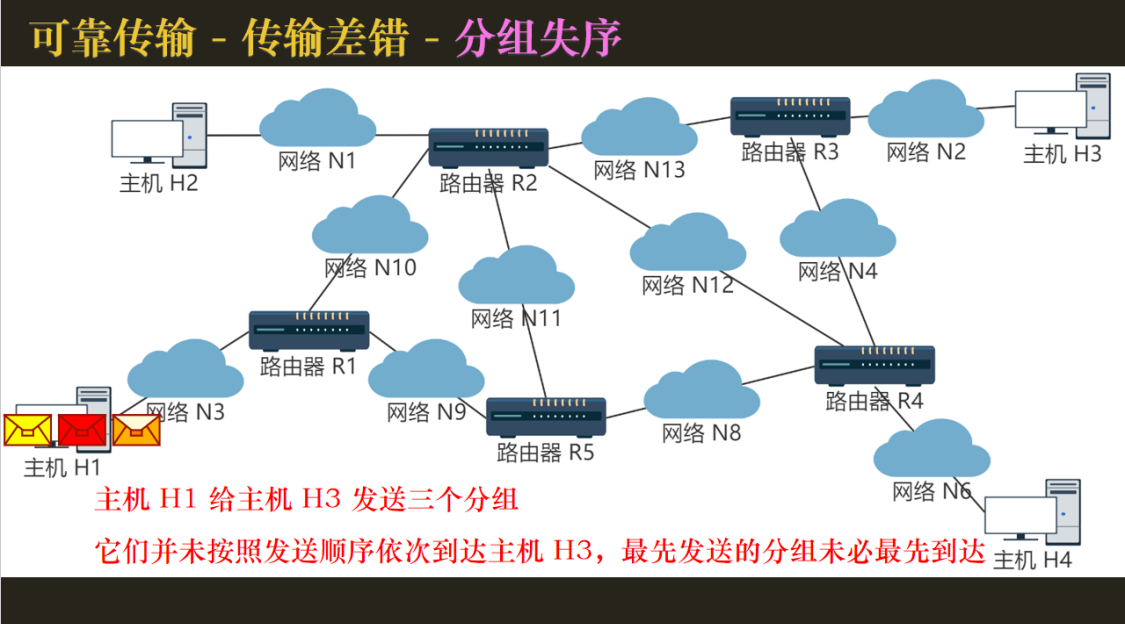 可靠传输 - 传输差错 - 分组失序
主机 H2
网络 N1
路由器 R2
网络 N13
路由器 R3
网络 N2
主机 H3
网络 N10
网络 N11
网络 N12
网络 N4
路由器 R1
网络 N3
网络 N9
路由器 R5
网络 N8
路由器 R4
网络 N6
主机 H1
主机 H4
主机 H1 给主机 H3 发送三个分组
它们并未按照发送顺序依次到达主机 H3，最先发送的分组未必最先到达